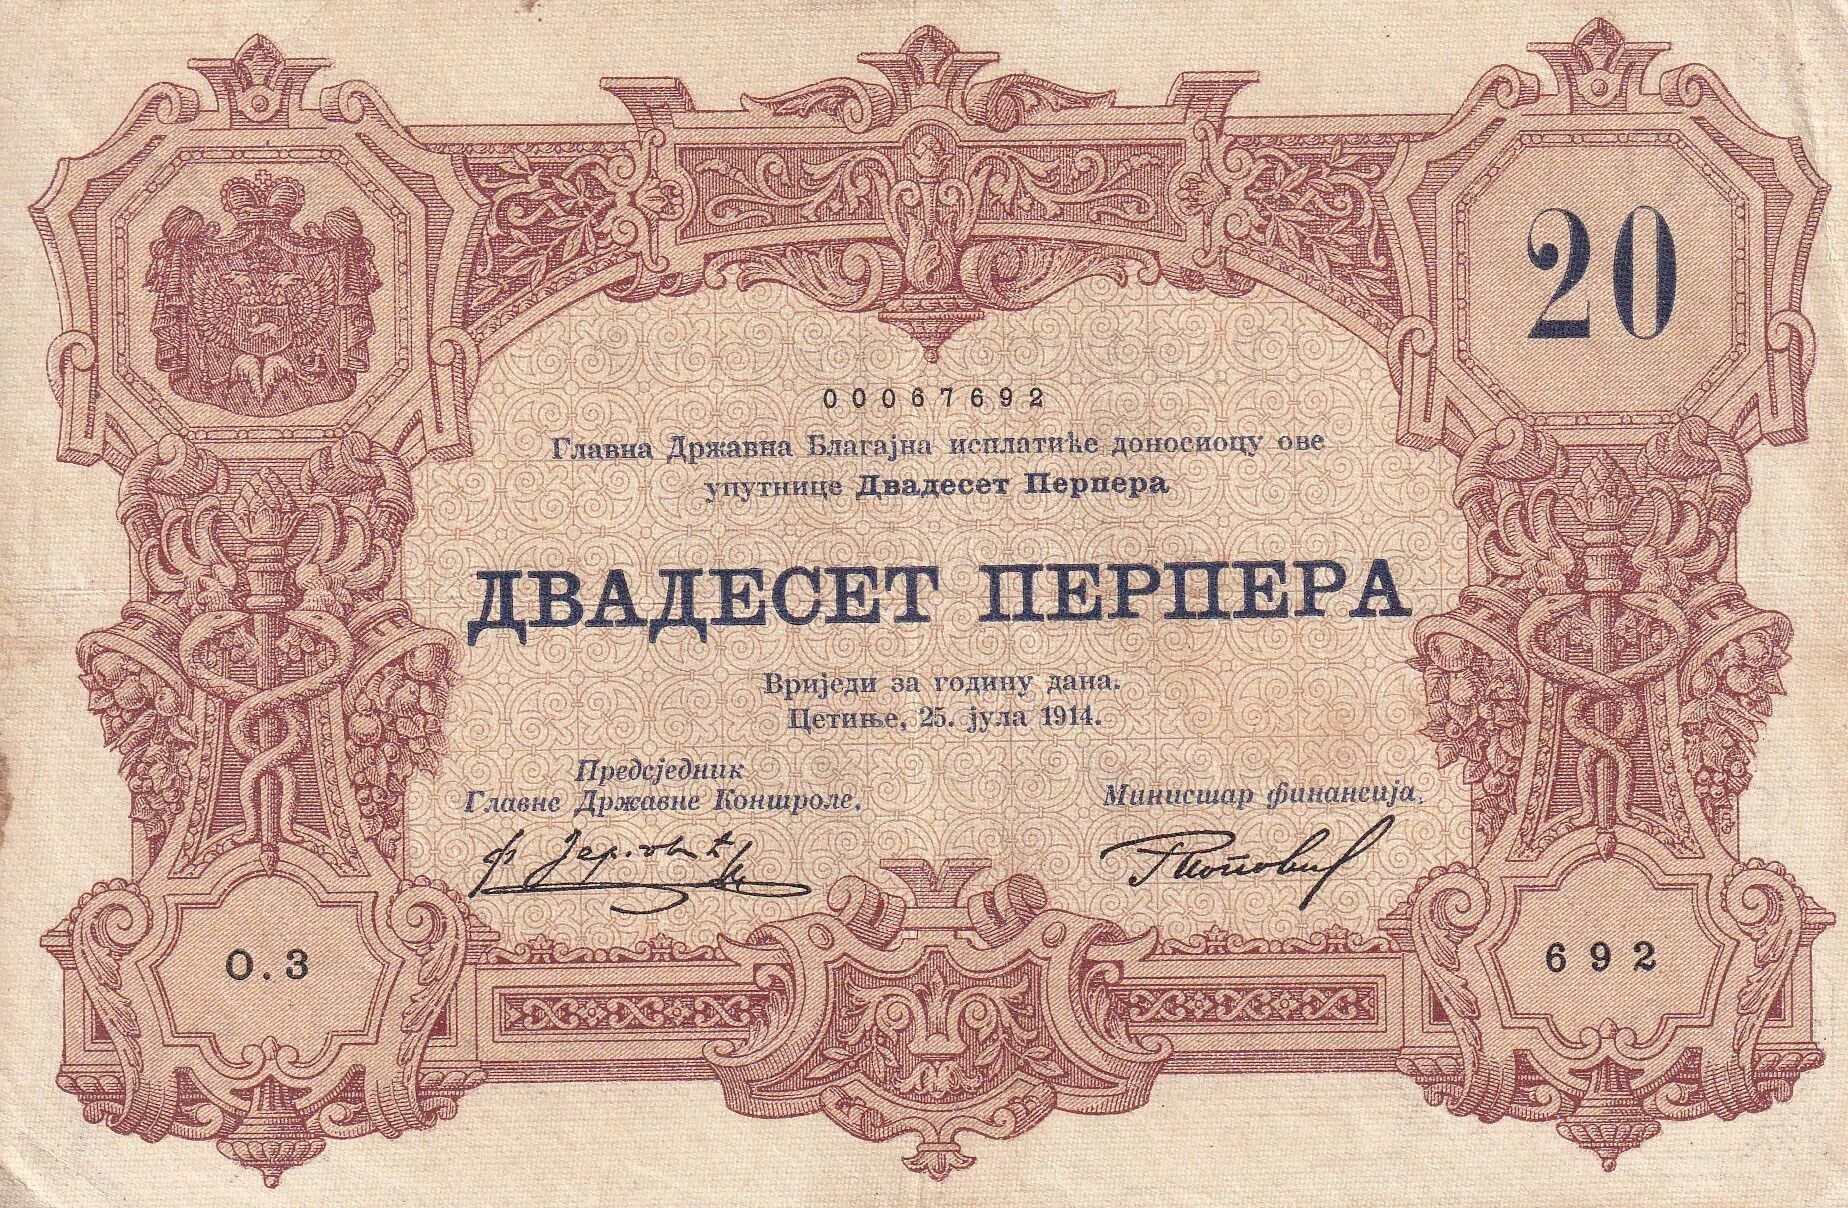 20
00067692
Главна Државна Благајна исплатиће доносиоцу ове
упутнице Двадесет Перпера
ДВАДЕСЕТ ПЕРПЕРА
Вриједи за годину дана.
Цетиње, 25. јула 1914.
Предсједник
Главне Државне Контроле,
Министар финансија,
О.3
692